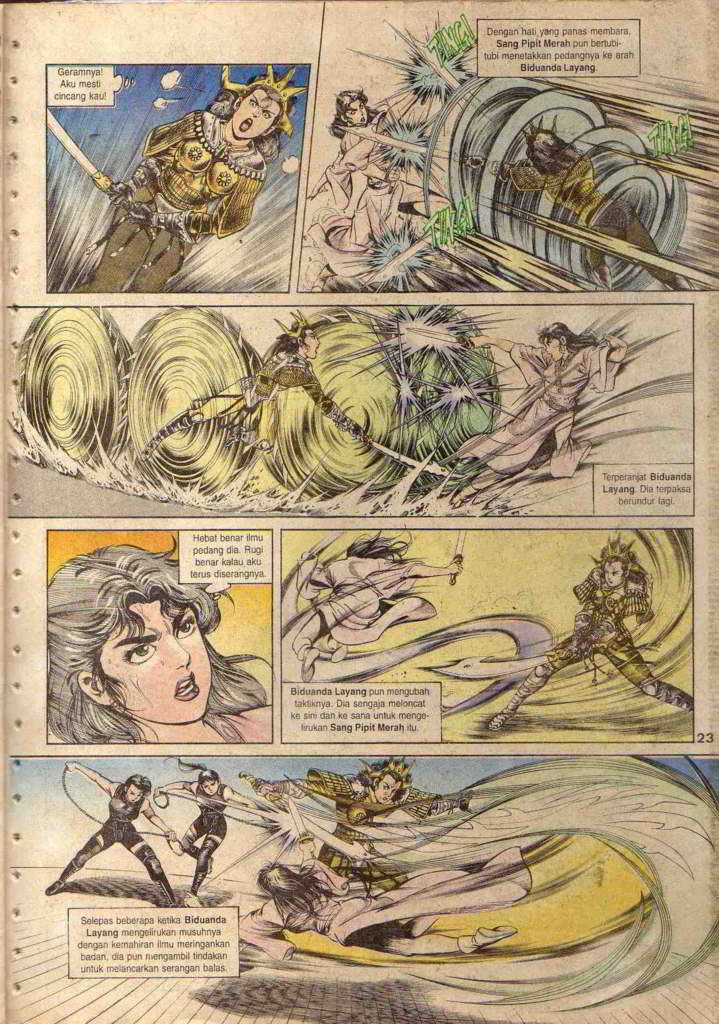 Geramnya!
Aku mesti
cincang kau!
Dengan hati yang panas membara,
Sang Pipit Merah pun bertubi-
tubi menetakkan pedangnya ke arah
Biduanda Layang.
TANG!
TANG!
TANG!
Terperanjat Biduanda
Layang. Dia terpaksa
berundur lagi.
Hebat benar ilmu
pedang dia. Rugi
benar kalau aku
terus diserangnya.
Biduanda Layang pun mengubah
taktiknya. Dia sengaja meloncat
ke sini dan ke sana untuk menge-
lirukan Sang Pipit Merah itu.
23
Selepas beberapa ketika Biduanda
Layang mengelirukan musuhnya
dengan kemahiran ilmu meringankan
badan, dia pun mengambil tindakan
untuk melancarkan serangan balas.